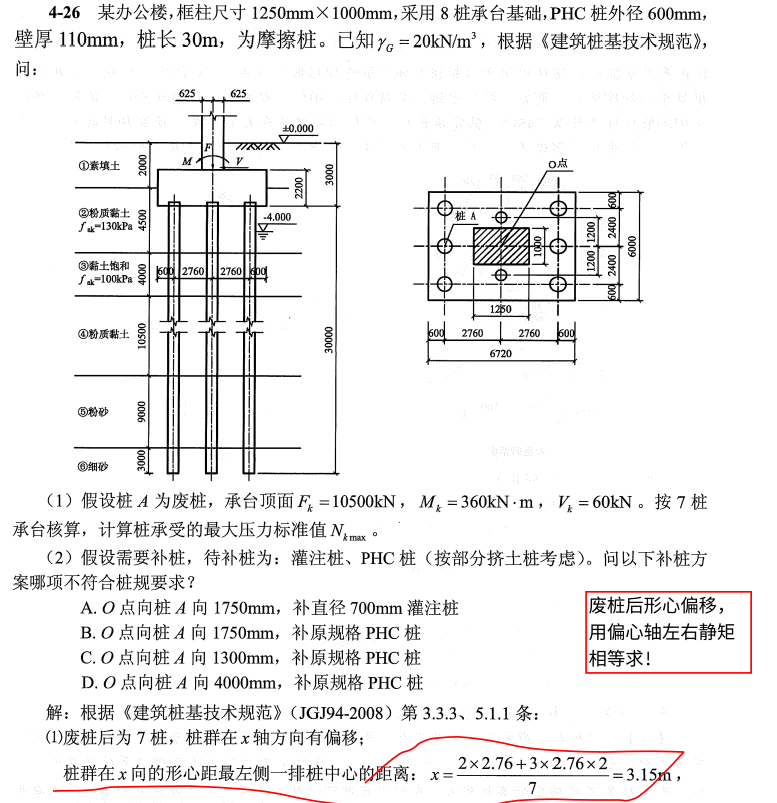 4-26 某办公楼,框柱尺寸 1250mm×1000mm,采用 8 桩承台基础,PHC 桩外径 600mm,
壁厚 110mm，桩长 30m，为摩擦桩。已知 γG = 20kN/m³，根据《建筑桩基技术规范》，
问：
625
625
±0.000
F
M
V
①素填土
2000
3000
2200
②粉质黏土
fak=130kPa
4500
-4.000
③黏土饱和
fak=100kPa
4000
600
2760
2760
600
④粉质黏土
10500
30000
⑤粉砂
9000
⑥细砂
3000
O点
桩 A
1000
1250
600
2400
2400
600
1200
1200
6000
600
2760
2760
600
6720
（1）假设桩 A 为废桩，承台顶面 Fk =10500kN， Mk =360kN·m， Vk = 60kN 。按 7 桩
承台核算，计算桩承受的最大压力标准值 Nkmax 。
（2）假设需要补桩，待补桩为：灌注桩、PHC 桩（按部分挤土桩考虑）。问以下补桩方
案哪项不符合桩规要求？
A. O 点向桩 A 向 1750mm，补直径 700mm 灌注桩
B. O 点向桩 A 向 1750mm，补原规格 PHC 桩
C. O 点向桩 A 向 1300mm，补原规格 PHC 桩
D. O 点向桩 A 向 4000mm，补原规格 PHC 桩
废桩后形心偏移，
用偏心轴左右静矩
相等求！
解：根据《建筑桩基技术规范》（JGJ94-2008）第 3.3.3、5.1.1 条：
⑴废桩后为 7 桩，桩群在 x 轴方向有偏移；
桩群在 x 向的形心距最左侧一排桩中心的距离：x = (2×2.76+3×2.76×2)/7 = 3.15m，